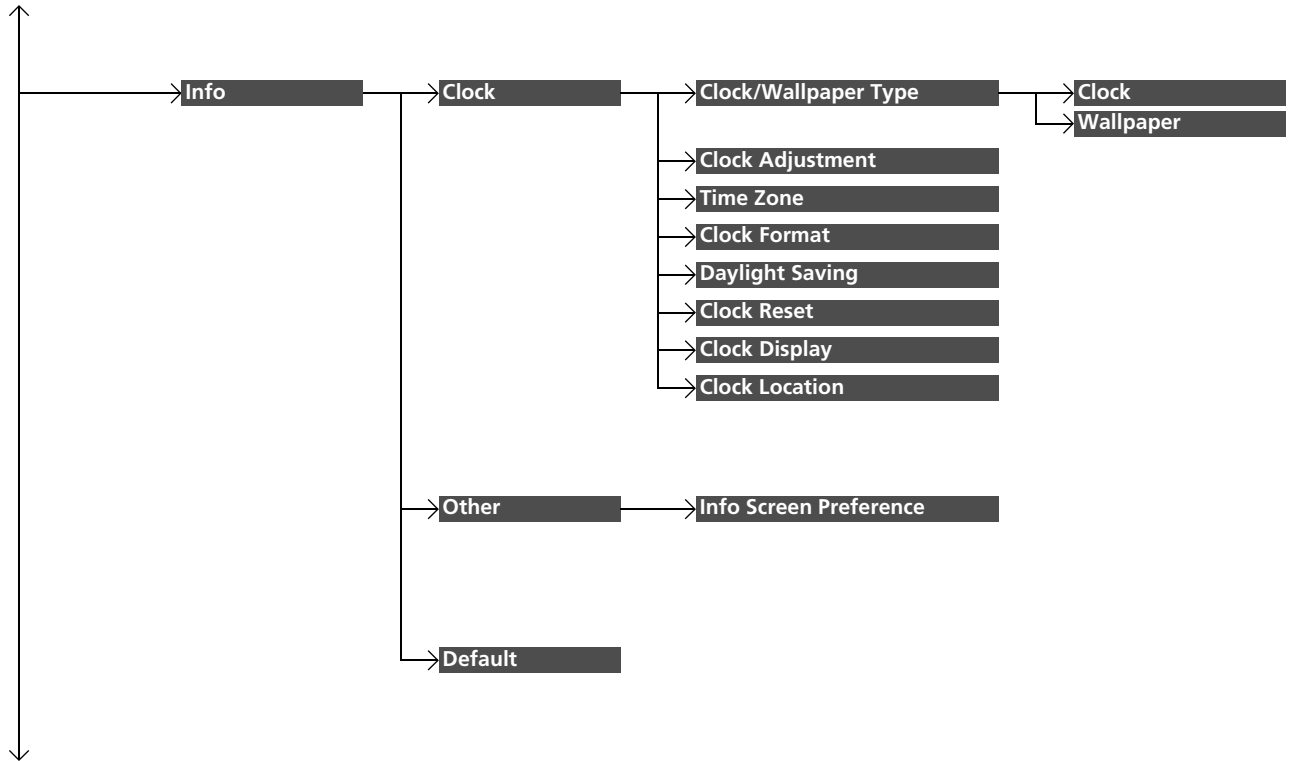 Info
Clock
Clock/Wallpaper Type
Clock
Wallpaper
Clock Adjustment
Time Zone
Clock Format
Daylight Saving
Clock Reset
Clock Display
Clock Location
Other
Info Screen Preference
Default